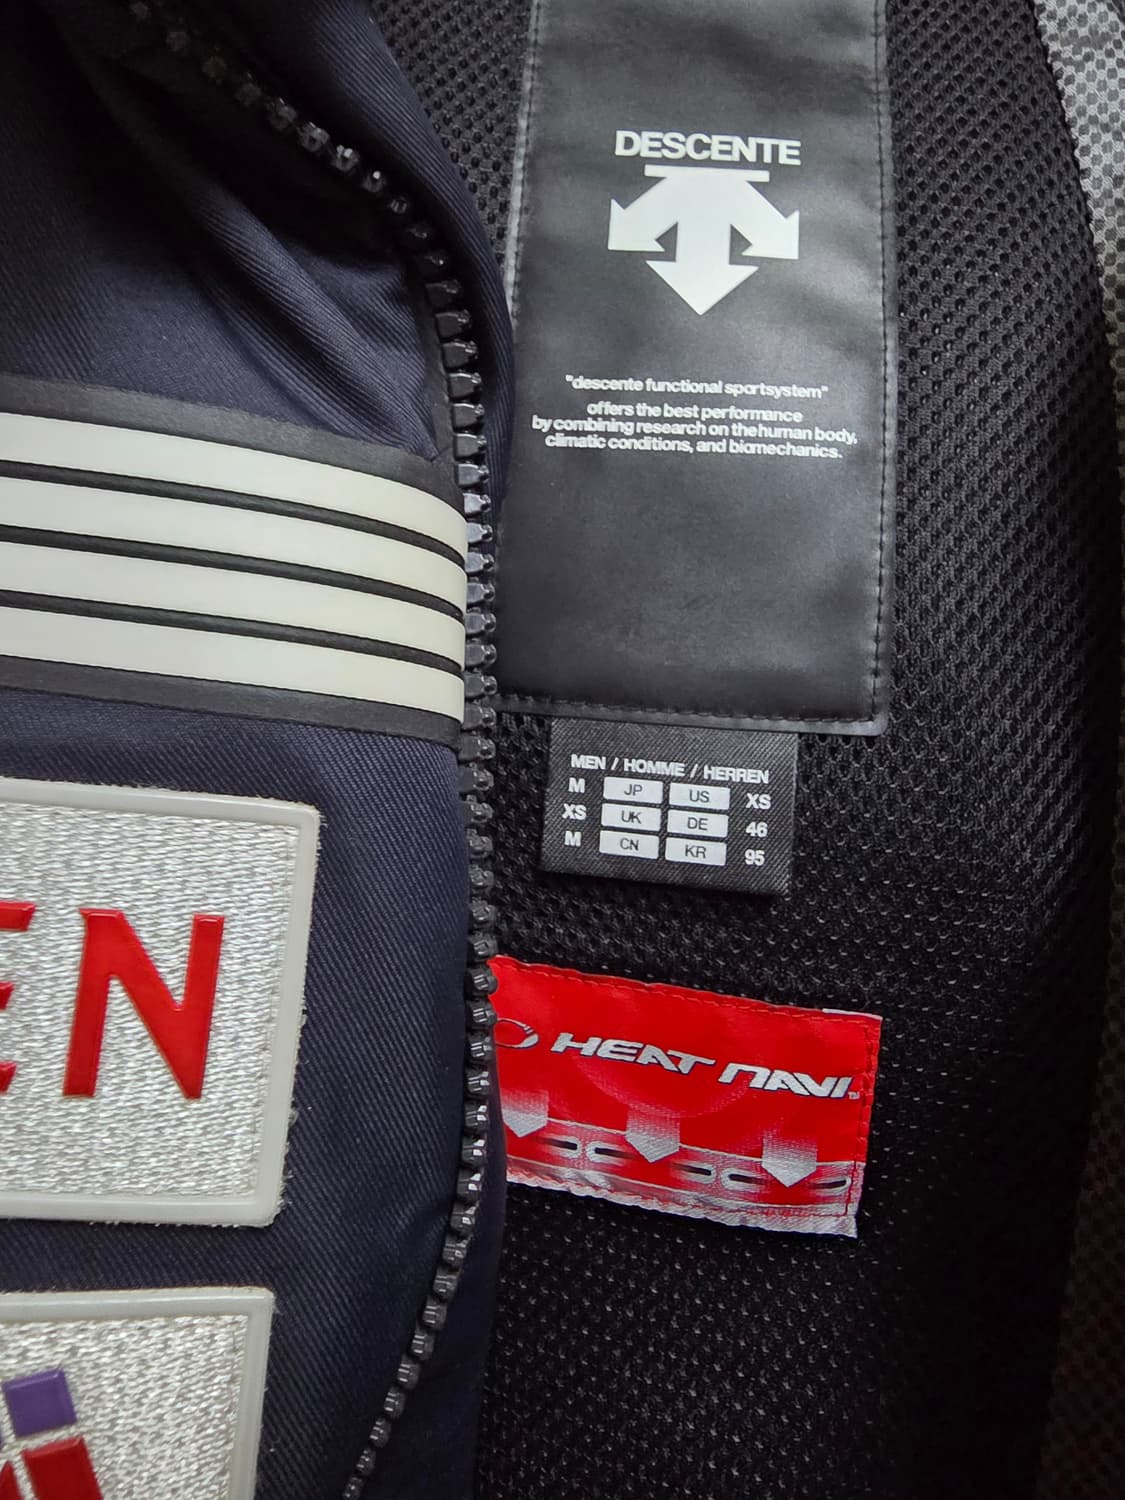 DESCENTE
"descente functional sportsystem"
offers the best performance
by combining research on the human body,
climatic conditions, and biomechanics.
MEN / HOMME / HERREN
M JP US XS
XS UK DE 46
M CN KR 95
HEAT NAVI™
EN